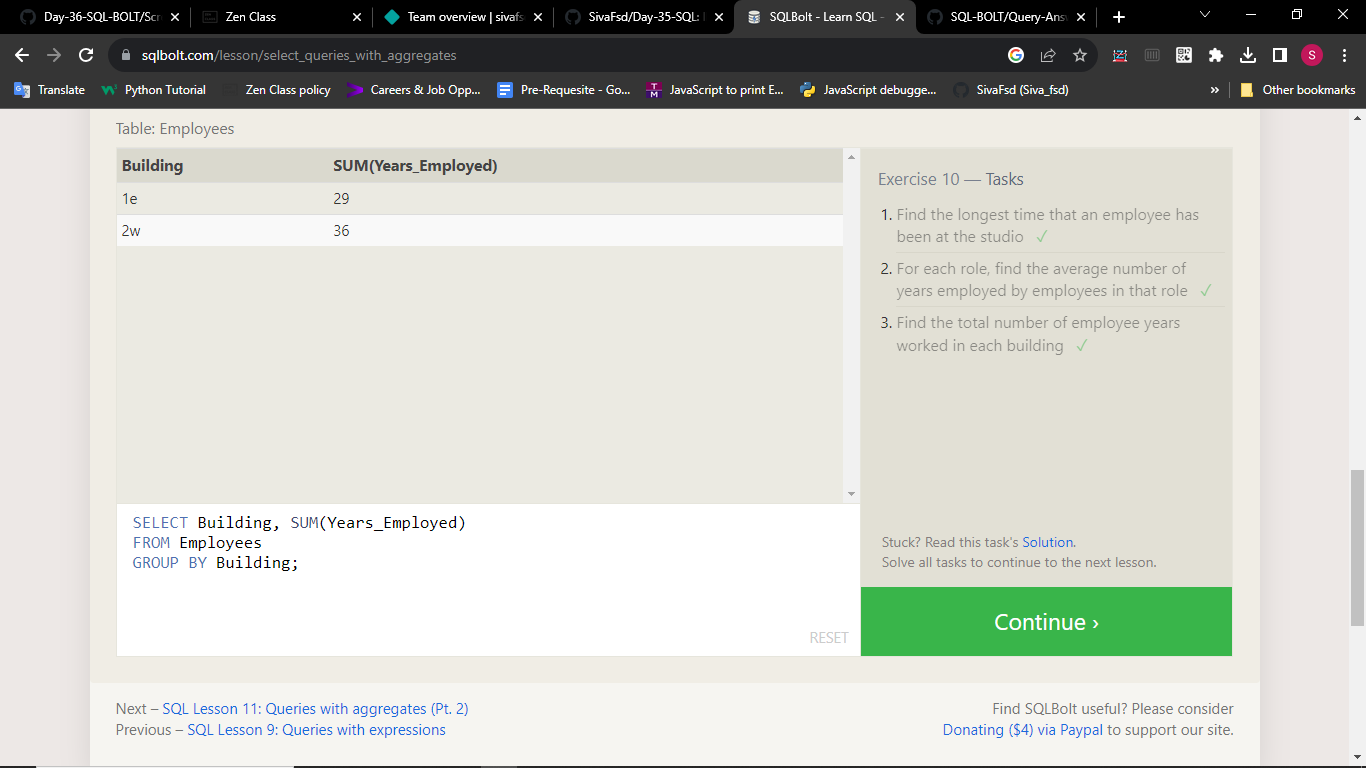 Day-36-SQL-BOLT/Scr
Zen Class
Team overview | sivafs
SivaFsd/Day-35-SQL:
SQLBolt - Learn SQL -
SQL-BOLT/Query-Ans
sqlbolt.com/lesson/select_queries_with_aggregates
S
Translate
Python Tutorial
Zen Class policy
Careers & Job Opp...
Pre-Requesite - Go...
JavaScript to print E...
JavaScript debugge...
SivaFsd (Siva_fsd)
»
Other bookmarks
Table: Employees
Building SUM(Years_Employed)
1e 29
2w 36
SELECT Building, SUM(Years_Employed)
FROM Employees
GROUP BY Building;
RESET
Exercise 10 — Tasks
1. Find the longest time that an employee has
been at the studio ✓
2. For each role, find the average number of
years employed by employees in that role ✓
3. Find the total number of employee years
worked in each building ✓
Stuck? Read this task's Solution.
Solve all tasks to continue to the next lesson.
Continue ›
Next – SQL Lesson 11: Queries with aggregates (Pt. 2)
Previous – SQL Lesson 9: Queries with expressions
Find SQLBolt useful? Please consider
Donating ($4) via Paypal to support our site.